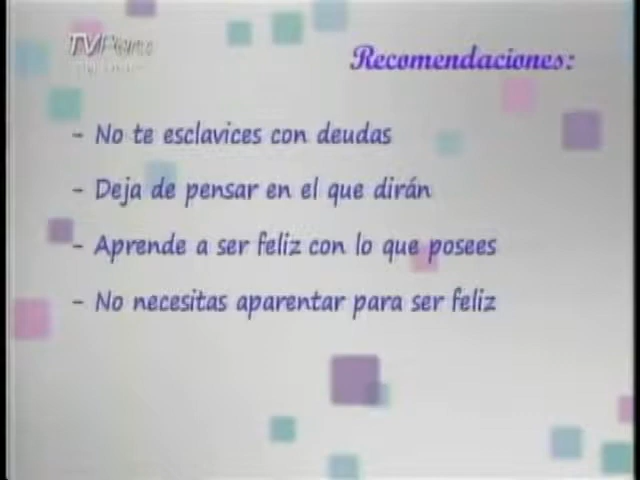 Recomendaciones:
- No te esclavices con deudas
- Deja de pensar en el que dirán
- Aprende a ser feliz con lo que posees
- No necesitas aparentar para ser feliz